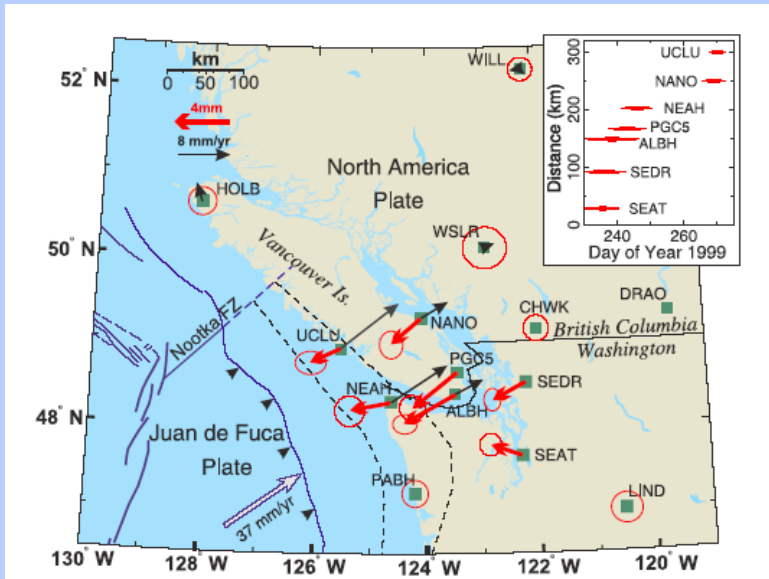 52° N
50° N
48° N
130° W
128° W
126° W
124° W
122° W
120° W
km
0 50 100
4mm
8 mm/yr
HOLB
WILL
North America
Plate
WSLR
Vancouver Is.
Nootka FZ
UCLU
NANO
CHWK
DRAO
British Columbia
Washington
PGC5
NEAH
ALBH
SEDR
SEAT
Juan de Fuca
Plate
37 mm/yr
PABH
LIND
Distance (km)
300
200
100
0
UCLU
NANO
NEAH
PGC5
ALBH
SEDR
SEAT
240 260
Day of Year 1999